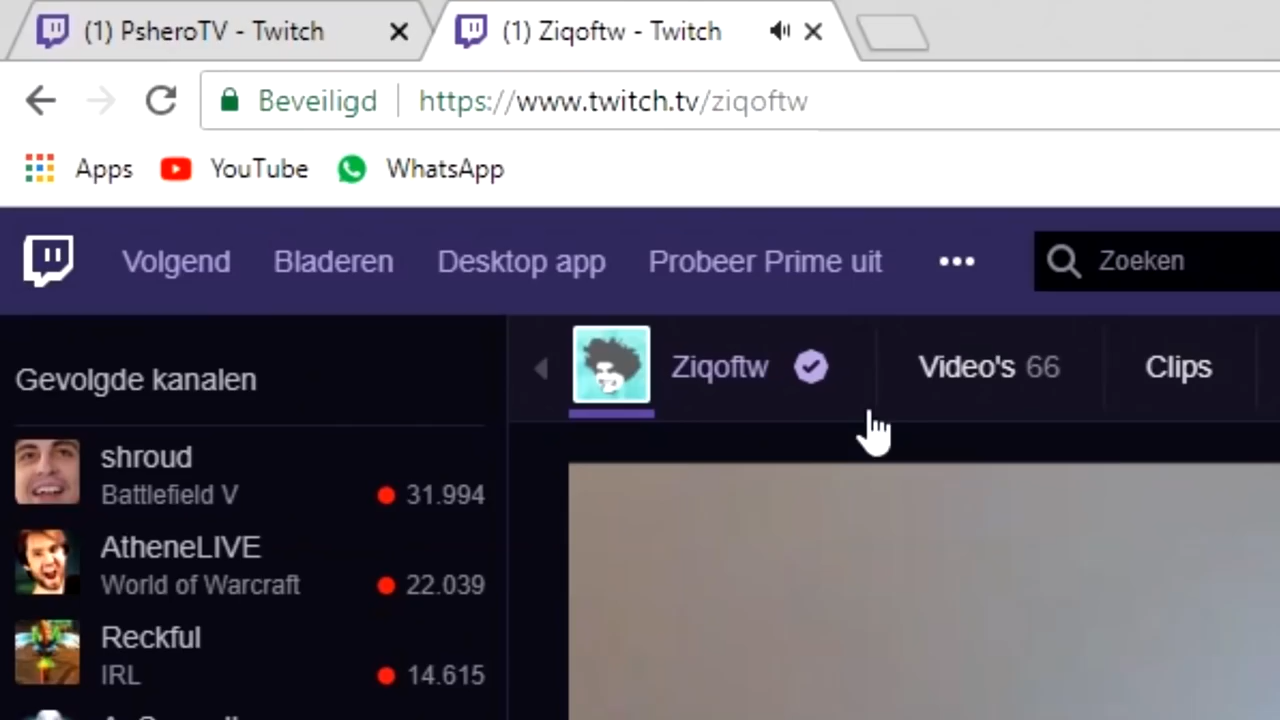 (1) PsheroTV - Twitch
(1) Ziqoftw - Twitch
Beveiligd https://www.twitch.tv/ziqoftw
Apps YouTube WhatsApp
Volgend Bladeren Desktop app Probeer Prime uit ••• Zoeken
Ziqoftw Video's 66 Clips
Gevolgde kanalen
shroud
Battlefield V 31.994
AtheneLIVE
World of Warcraft 22.039
Reckful
IRL 14.615